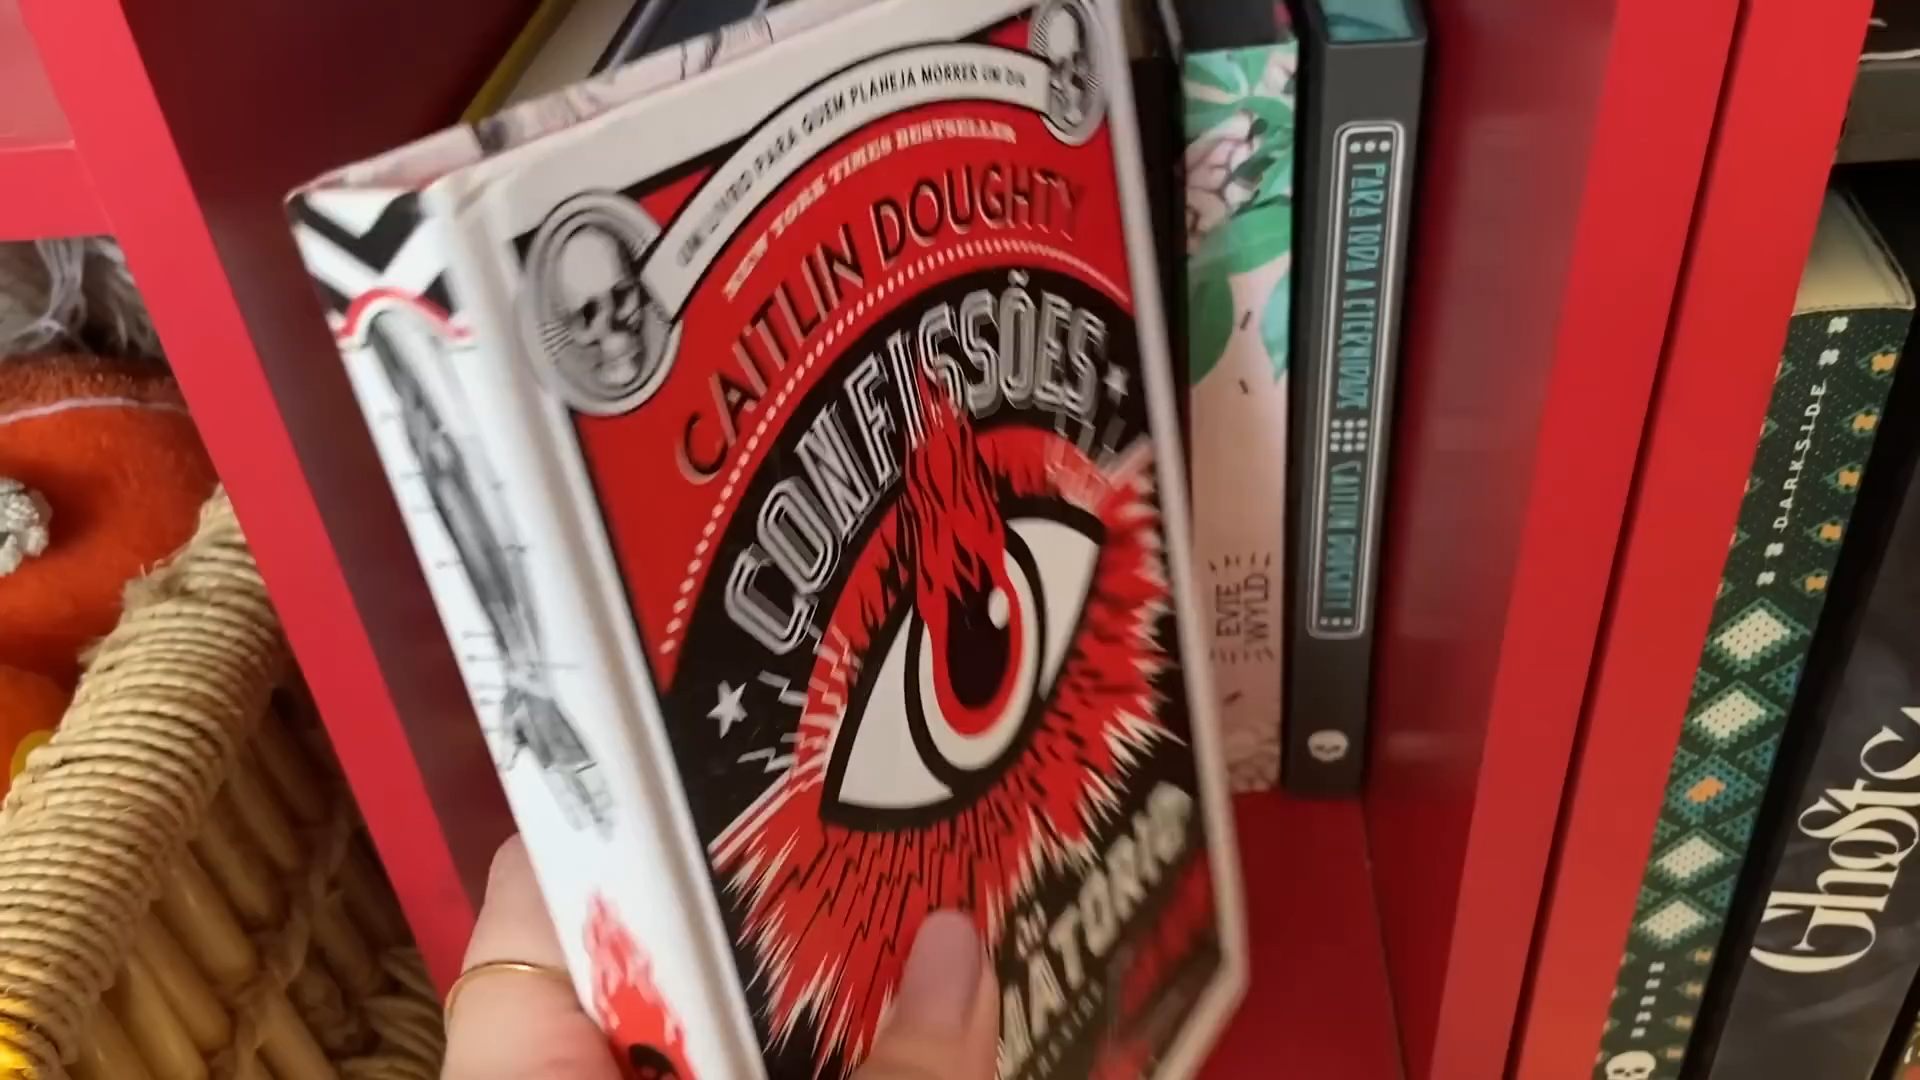 UM LIVRO PARA QUEM PLANEJA MORRER UM DIA
NEW YORK TIMES BESTSELLER
CAITLIN DOUGHTY
CONFISSÕES
EVIE
WYLD
PARA TODA A ETERNIDADE
CAITLIN DOUGHTY
DARKSIDE
Ghosts